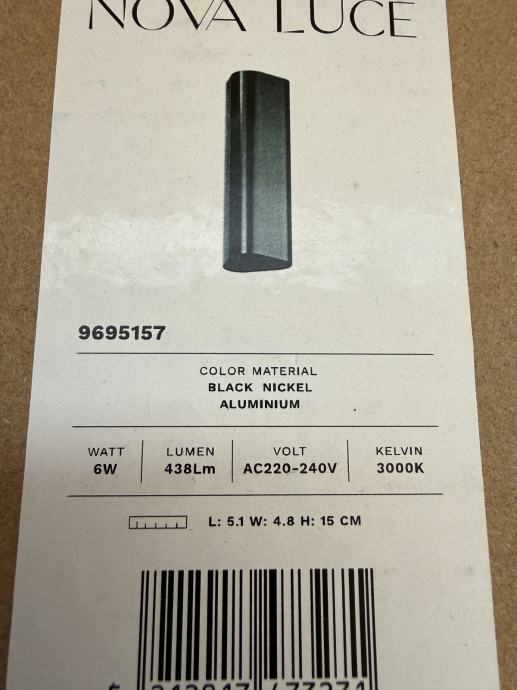 NOVA LUCE
9695157
COLOR MATERIAL
BLACK NICKEL
ALUMINIUM
WATT LUMEN VOLT KELVIN
6W 438Lm AC220-240V 3000K
L: 5.1 W: 4.8 H: 15 CM